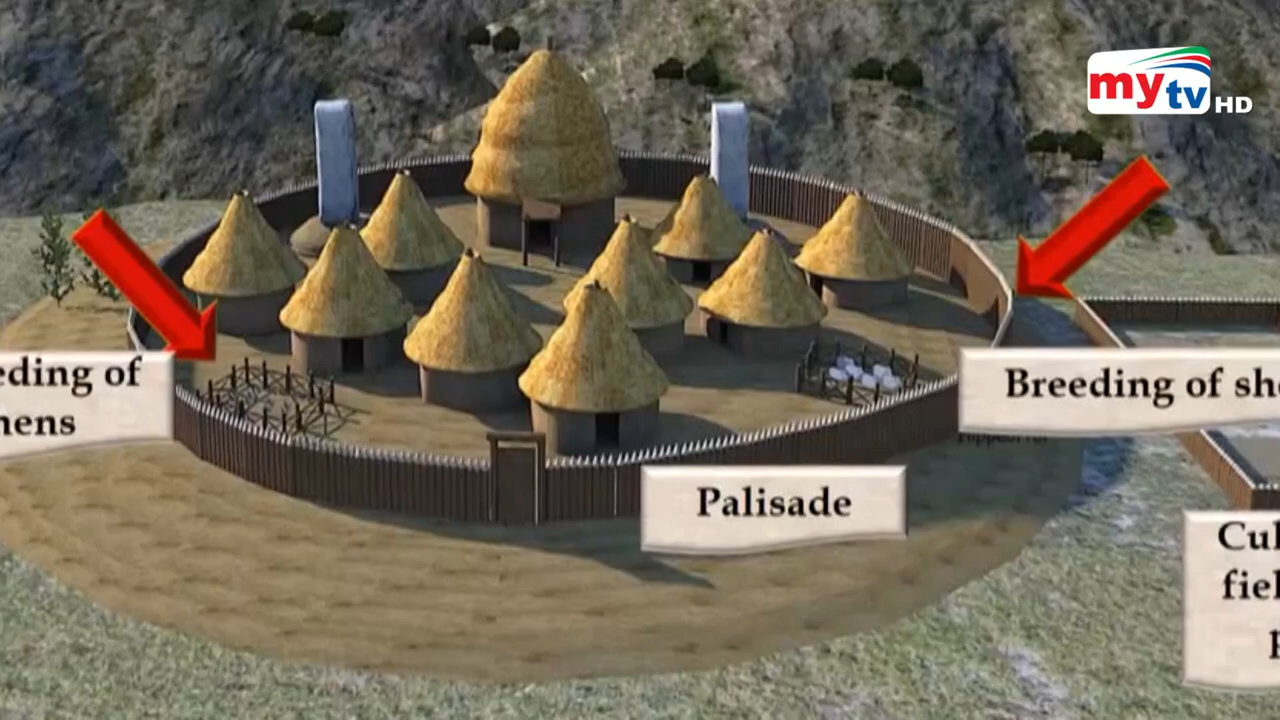 mytv HD
eding of
hens
Breeding of sh
Palisade
Cul
fiel
p